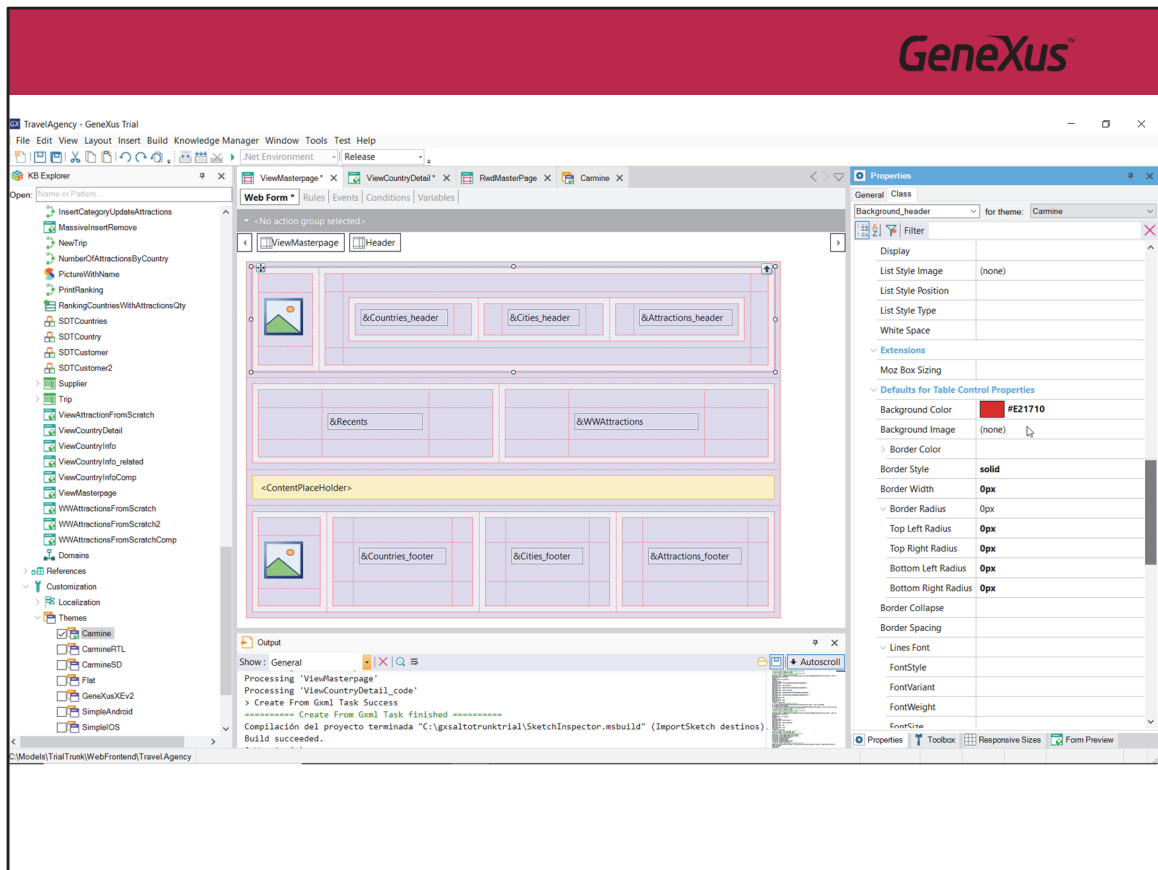 GeneXus™
TravelAgency - GeneXus Trial
File Edit View Layout Insert Build Knowledge Manager Window Tools Test Help
.Net Environment
Release
KB Explorer
Open: Name or Pattern...
InsertCategoryUpdateAttractions
MassiveInsertRemove
NewTrip
NumberOfAttractionsByCountry
PictureWithName
PrintRanking
RankingCountriesWithAttractionsQty
SDTCountries
SDTCountry
SDTCustomer
SDTCustomer2
Supplier
Trip
ViewAttractionFromScratch
ViewCountryDetail
ViewCountryInfo
ViewCountryInfo_related
ViewCountryInfoComp
ViewMasterpage
WWAttractionsFromScratch
WWAttractionsFromScratch2
WWAttractionsFromScratchComp
Domains
References
Customization
Localization
Themes
Carmine
CarmineRTL
CarmineSD
Flat
GeneXusXEv2
SimpleAndroid
SimpleIOS
C:\Models\TrialTrunk\WebFrontend\TravelAgency
ViewMasterpage * X ViewCountryDetail * X RwdMasterPage X Carmine X
Web Form * Rules Events Conditions Variables
<No action group selected>
ViewMasterpage Header
&Countries_header &Cities_header &Attractions_header
&Recents &WWAttractions
<ContentPlaceHolder>
&Countries_footer &Cities_footer &Attractions_footer
Output
Show: General Autoscroll
Processing 'ViewMasterpage'
Processing 'ViewCountryDetail_code'
> Create From Gxml Task Success
========== Create From Gxml Task finished ==========
Compilación del proyecto terminada "C:\gxsaltotrunktrial\SketchInspector.msbuild" (ImportSketch destinos).
Build succeeded.
Properties
General Class
Background_header for theme: Carmine
Filter
Display
List Style Image (none)
List Style Position
List Style Type
White Space
Extensions
Moz Box Sizing
Defaults for Table Control Properties
Background Color #E21710
Background Image (none)
Border Color
Border Style solid
Border Width 0px
Border Radius 0px
Top Left Radius 0px
Top Right Radius 0px
Bottom Left Radius 0px
Bottom Right Radius 0px
Border Collapse
Border Spacing
Lines Font
FontStyle
FontVariant
FontWeight
FontSize
Properties Toolbox Responsive Sizes Form Preview